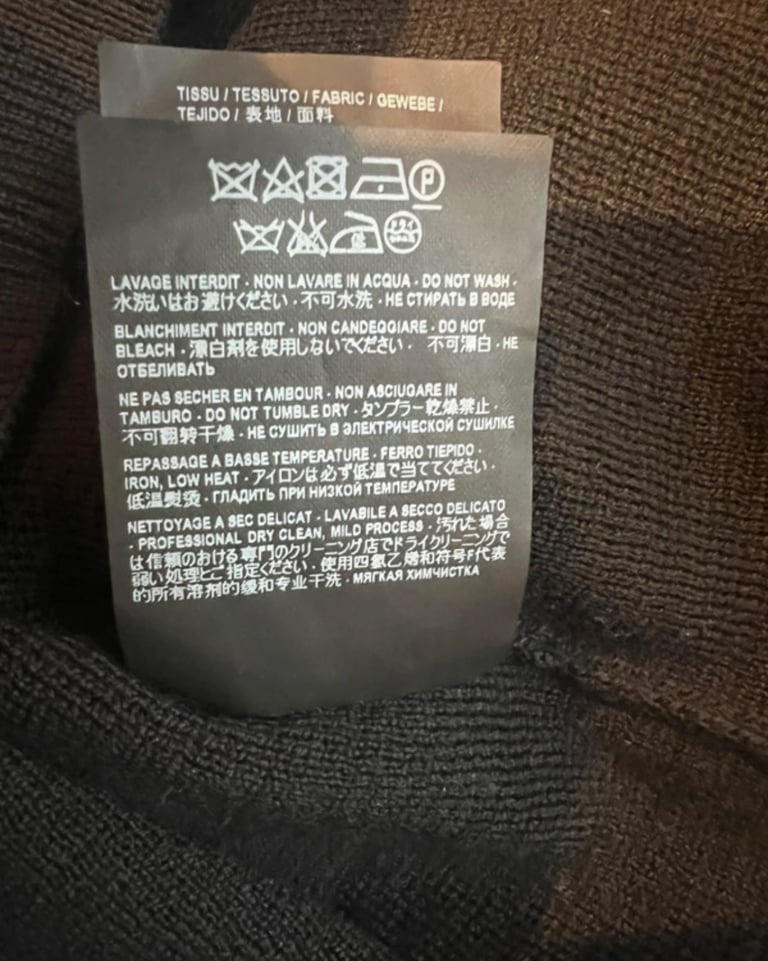 TISSU / TESSUTO / FABRIC / GEWEBE /
TEJIDO / 表地 / 面料
P
LAVAGE INTERDIT - NON LAVARE IN ACQUA - DO NOT WASH -
水洗いはお避けください - 不可水洗 - НЕ СТИРАТЬ В ВОДЕ
BLANCHIMENT INTERDIT - NON CANDEGGIARE - DO NOT
BLEACH - 漂白剤を使用しないでください - 不可漂白 - НЕ
ОТБЕЛИВАТЬ
NE PAS SECHER EN TAMBOUR - NON ASCIUGARE IN
TAMBURO - DO NOT TUMBLE DRY - タンブラー乾燥禁止 -
不可翻转干燥 - НЕ СУШИТЬ В ЭЛЕКТРИЧЕСКОЙ СУШИЛКЕ
REPASSAGE A BASSE TEMPERATURE - FERRO TIEPIDO -
IRON, LOW HEAT - アイロンは必ず低温で当ててください -
低温熨烫 - ГЛАДИТЬ ПРИ НИЗКОЙ ТЕМПЕРАТУРЕ
NETTOYAGE A SEC DELICAT - LAVABILE A SECCO DELICATO
- PROFESSIONAL DRY CLEAN, MILD PROCESS - 汚れた場合
は信頼のおける専門のクリーニング店でドライクリーニングで
弱い処理とご指定ください - 使用四氯乙烯和符号F代表
的所有溶剂的缓和专业干洗 - МЯГКАЯ ХИМЧИСТКА